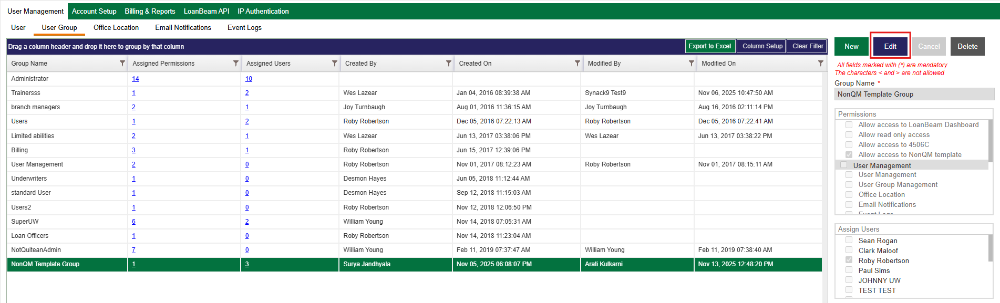 User Management Account Setup Billing & Reports LoanBeam API IP Authentication
User User Group Office Location Email Notifications Event Logs
Drag a column header and drop it here to group by that column Export to Excel Column Setup Clear Filter
Group Name Assigned Permissions Assigned Users Created By Created On Modified By Modified On
Administrator 14 10
Trainersss 1 2 Wes Lazear Jan 04, 2016 08:39:38 AM Synack9 Test9 Nov 06, 2025 10:47:50 AM
branch managers 2 1 Joy Turnbaugh Aug 01, 2016 11:36:15 AM Joy Turnbaugh Aug 16, 2016 02:11:14 PM
Users 1 2 Roby Robertson Dec 05, 2016 07:22:13 AM Roby Robertson Dec 05, 2016 07:22:41 AM
Limited abilities 2 1 Wes Lazear Jun 13, 2017 03:38:06 PM Wes Lazear Jun 13, 2017 03:38:22 PM
Billing 3 1 Roby Robertson Jun 15, 2017 12:39:06 PM
User Management 2 0 Roby Robertson Nov 01, 2017 08:12:23 AM Roby Robertson Nov 01, 2017 08:15:11 AM
Underwriters 1 0 Desmon Hayes Jun 05, 2018 11:12:44 AM
standard User 1 0 Desmon Hayes Sep 12, 2018 11:15:03 AM
Users2 1 0 Roby Robertson Nov 12, 2018 12:06:50 PM
SuperUW 6 2 William Young Nov 14, 2018 07:05:31 AM
Loan Officers 1 0 Roby Robertson Nov 14, 2018 11:23:04 AM
NotQuiteanAdmin 7 0 William Young Feb 11, 2019 07:37:47 AM William Young Feb 11, 2019 07:38:40 AM
NonQM Template Group 1 3 Surya Jandhyala Nov 05, 2025 06:08:07 PM Arati Kulkarni Nov 13, 2025 12:48:20 PM
New Edit Cancel Delete
All fields marked with (*) are mandatory
The characters < and > are not allowed
Group Name *
NonQM Template Group
Permissions
Allow access to LoanBeam Dashboard
Allow read only access
Allow access to 4506C
Allow access to NonQM template
User Management
User Management
User Group Management
Office Location
Email Notifications
Event Logs
Assign Users
Sean Rogan
Clark Maloof
Roby Robertson
Paul Sims
JOHNNY UW
TEST TEST